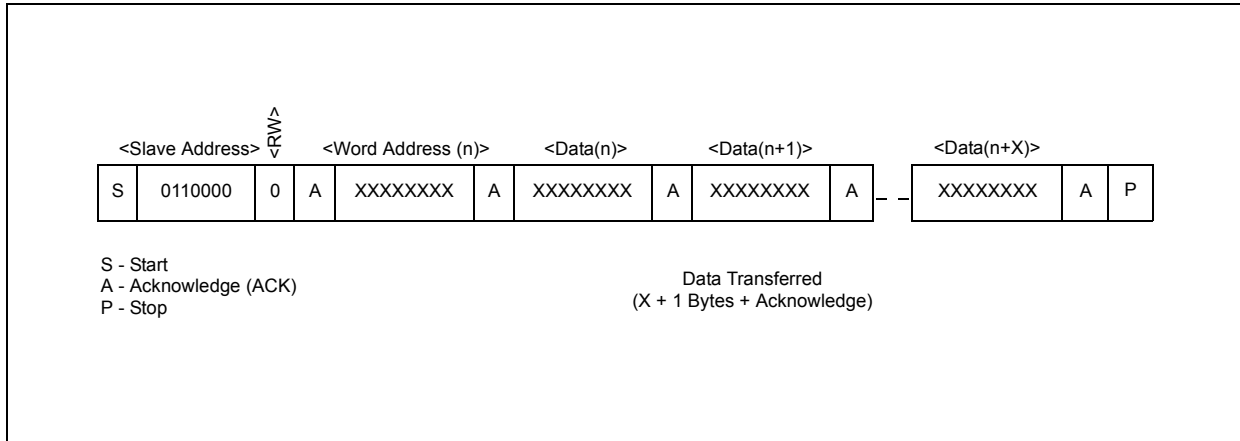 <Slave Address> <RW> <Word Address (n)> <Data(n)> <Data(n+1)> <Data(n+X)>
S 0110000 0 A XXXXXXXX A XXXXXXXX A XXXXXXXX A XXXXXXXX A P
S - Start
A - Acknowledge (ACK)
P - Stop
Data Transferred
(X + 1 Bytes + Acknowledge)